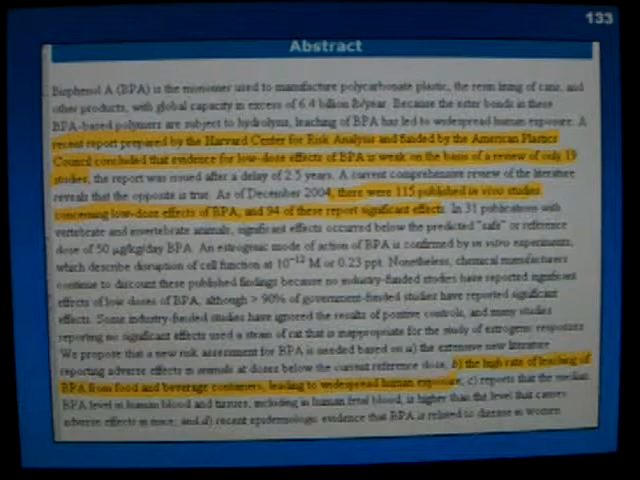 133
Abstract
Bisphenol A (BPA) is the monomer used to manufacture polycarbonate plastic, the resin lining of cans, and
other products, with global capacity in excess of 6.4 billion lb/year. Because the ester bonds in these
BPA-based polymers are subject to hydrolysis, leaching of BPA has led to widespread human exposure. A
recent report prepared by the Harvard Center for Risk Analysis and funded by the American Plastics
Council concluded that evidence for low-dose effects of BPA is weak on the basis of a review of only 19
studies, the report was issued after a delay of 2.5 years. A current comprehensive review of the literature
reveals that the opposite is true. As of December 2004, there were 115 published in vivo studies
concerning low-dose effects of BPA, and 94 of these report significant effects. In 31 publications with
vertebrate and invertebrate animals, significant effects occurred below the predicted "safe" or reference
dose of 50 µg/kg/day BPA. An estrogenic mode of action of BPA is confirmed by in vitro experiments,
which describe disruption of cell function at 10⁻¹² M or 0.23 ppt. Nonetheless, chemical manufacturers
continue to discount these published findings because no industry-funded studies have reported significant
effects of low doses of BPA, although > 90% of government-funded studies have reported significant
effects. Some industry-funded studies have ignored the results of positive controls, and many studies
reporting no significant effects used a strain of rat that is inappropriate for the study of estrogenic responses
We propose that a new risk assessment for BPA is needed based on a) the extensive new literature
reporting adverse effects in animals at doses below the current reference dose, b) the high rate of leaching of
BPA from food and beverage containers, leading to widespread human exposure, c) reports that the median
BPA level in human blood and tissues, including in human fetal blood, is higher than the level that causes
adverse effects in mice; and d) recent epidemiologic evidence that BPA is related to disease in women